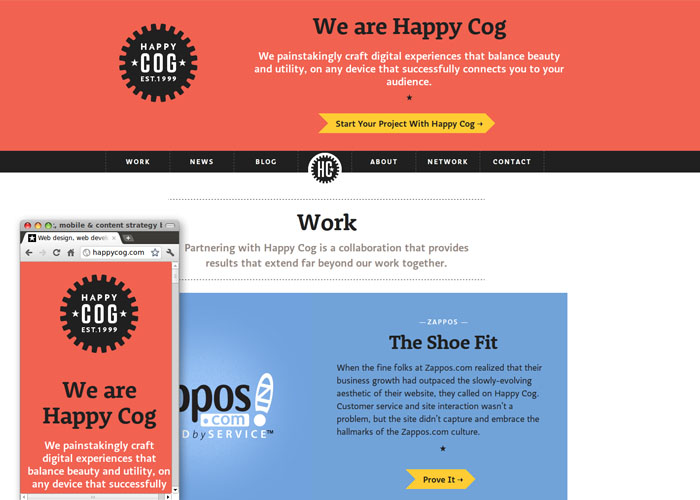 HAPPY
COG
EST.1999
We are Happy Cog
We painstakingly craft digital experiences that balance beauty
and utility, on any device that successfully connects you to your
audience.
Start Your Project With Happy Cog →
WORK NEWS BLOG HC ABOUT NETWORK CONTACT
Work
Partnering with Happy Cog is a collaboration that provides
results that extend far beyond our work together.
— ZAPPOS —
The Shoe Fit
When the fine folks at Zappos.com realized that their
business growth had outpaced the slowly-evolving
aesthetic of their website, they called on Happy Cog.
Customer service and site interaction wasn't a
problem, but the site didn't capture and embrace the
hallmarks of the Zappos.com culture.
Prove It →
ppos
.com
D by SERVICE™
, mobile & content strategy
Web design, web deve
happycog.com
HAPPY
COG
EST.1999
We are
Happy Cog
We painstakingly craft
digital experiences that
balance beauty and utility, on
any device that successfully